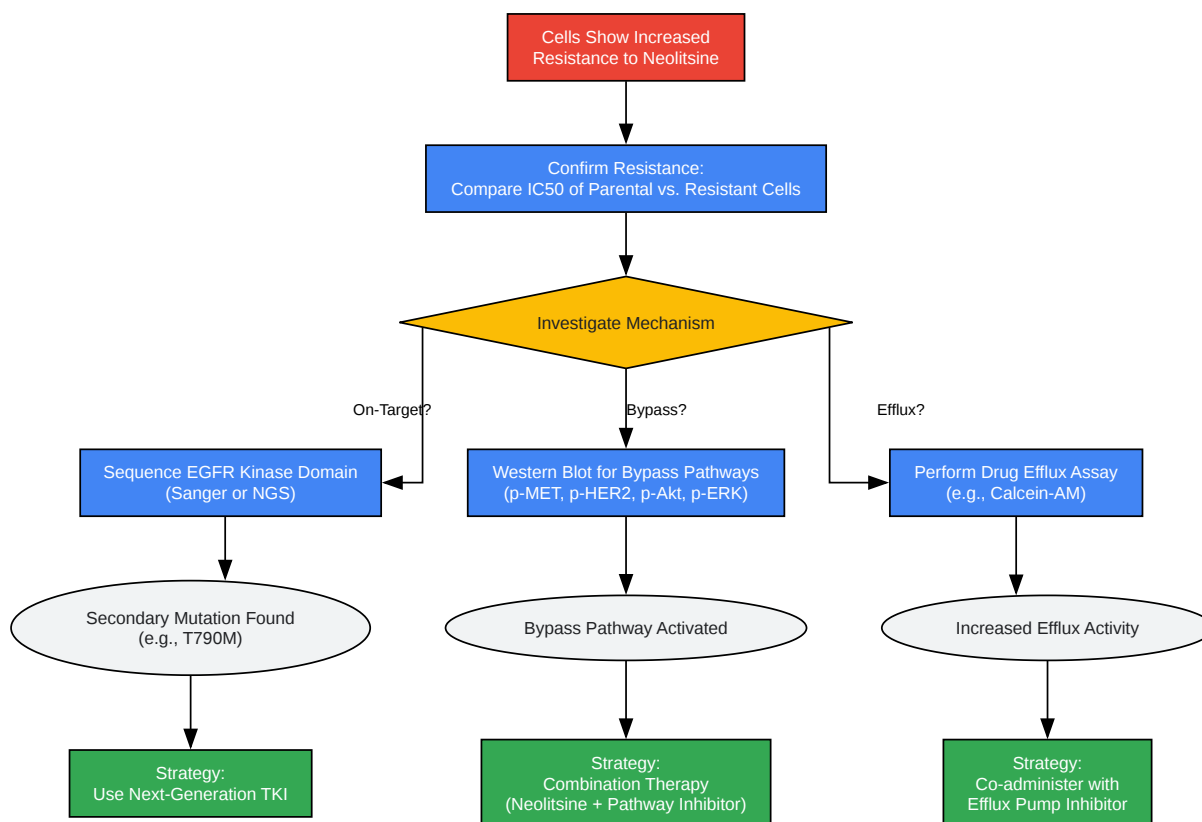 Cells Show Increased
Resistance to Neolitsine
Confirm Resistance:
Compare IC50 of Parental vs. Resistant Cells
Investigate Mechanism
On-Target?
Bypass?
Efflux?
Sequence EGFR Kinase Domain
(Sanger or NGS)
Western Blot for Bypass Pathways
(p-MET, p-HER2, p-Akt, p-ERK)
Perform Drug Efflux Assay
(e.g., Calcein-AM)
Secondary Mutation Found
(e.g., T790M)
Bypass Pathway Activated
Increased Efflux Activity
Strategy:
Use Next-Generation TKI
Strategy:
Combination Therapy
(Neolitsine + Pathway Inhibitor)
Strategy:
Co-administer with
Efflux Pump Inhibitor